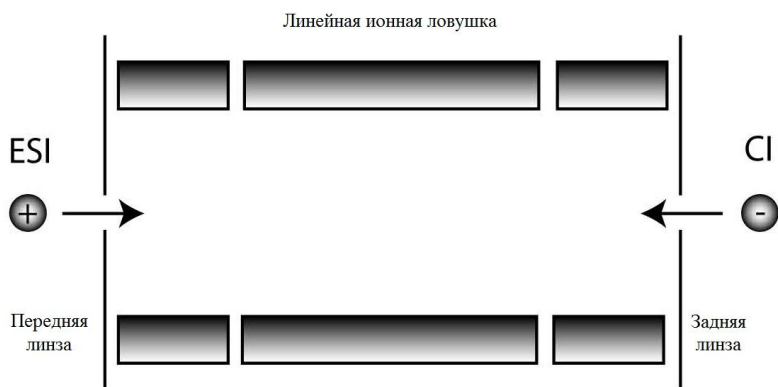 Линейная ионная ловушка
ESI
CI
+
-
Передняя
линза
Задняя
линза